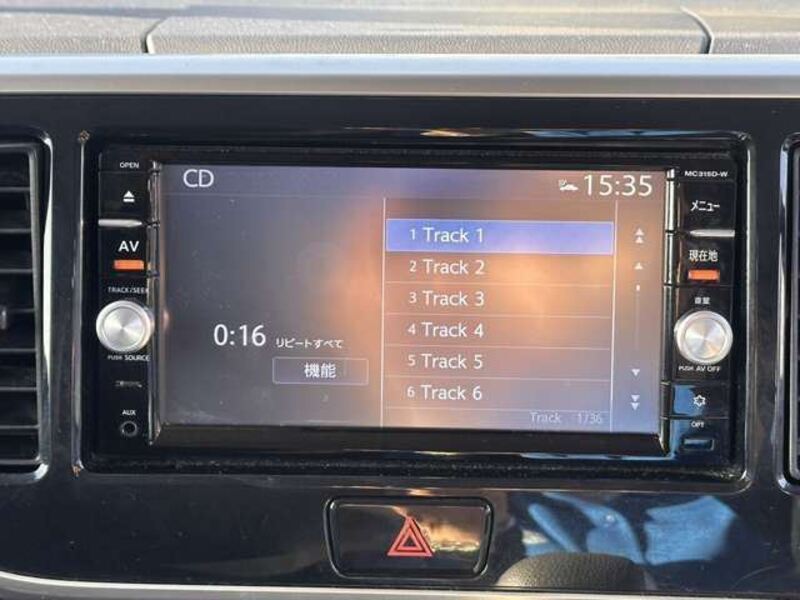 OPEN
AV
TRACK/SEEK
PUSH SOURCE
AUX
CD
15:35
1 Track 1
2 Track 2
3 Track 3
4 Track 4
5 Track 5
6 Track 6
Track 1/36
0:16 リピートすべて
機能
MC315D-W
メニュー
現在地
音量
PUSH AV OFF
OFF